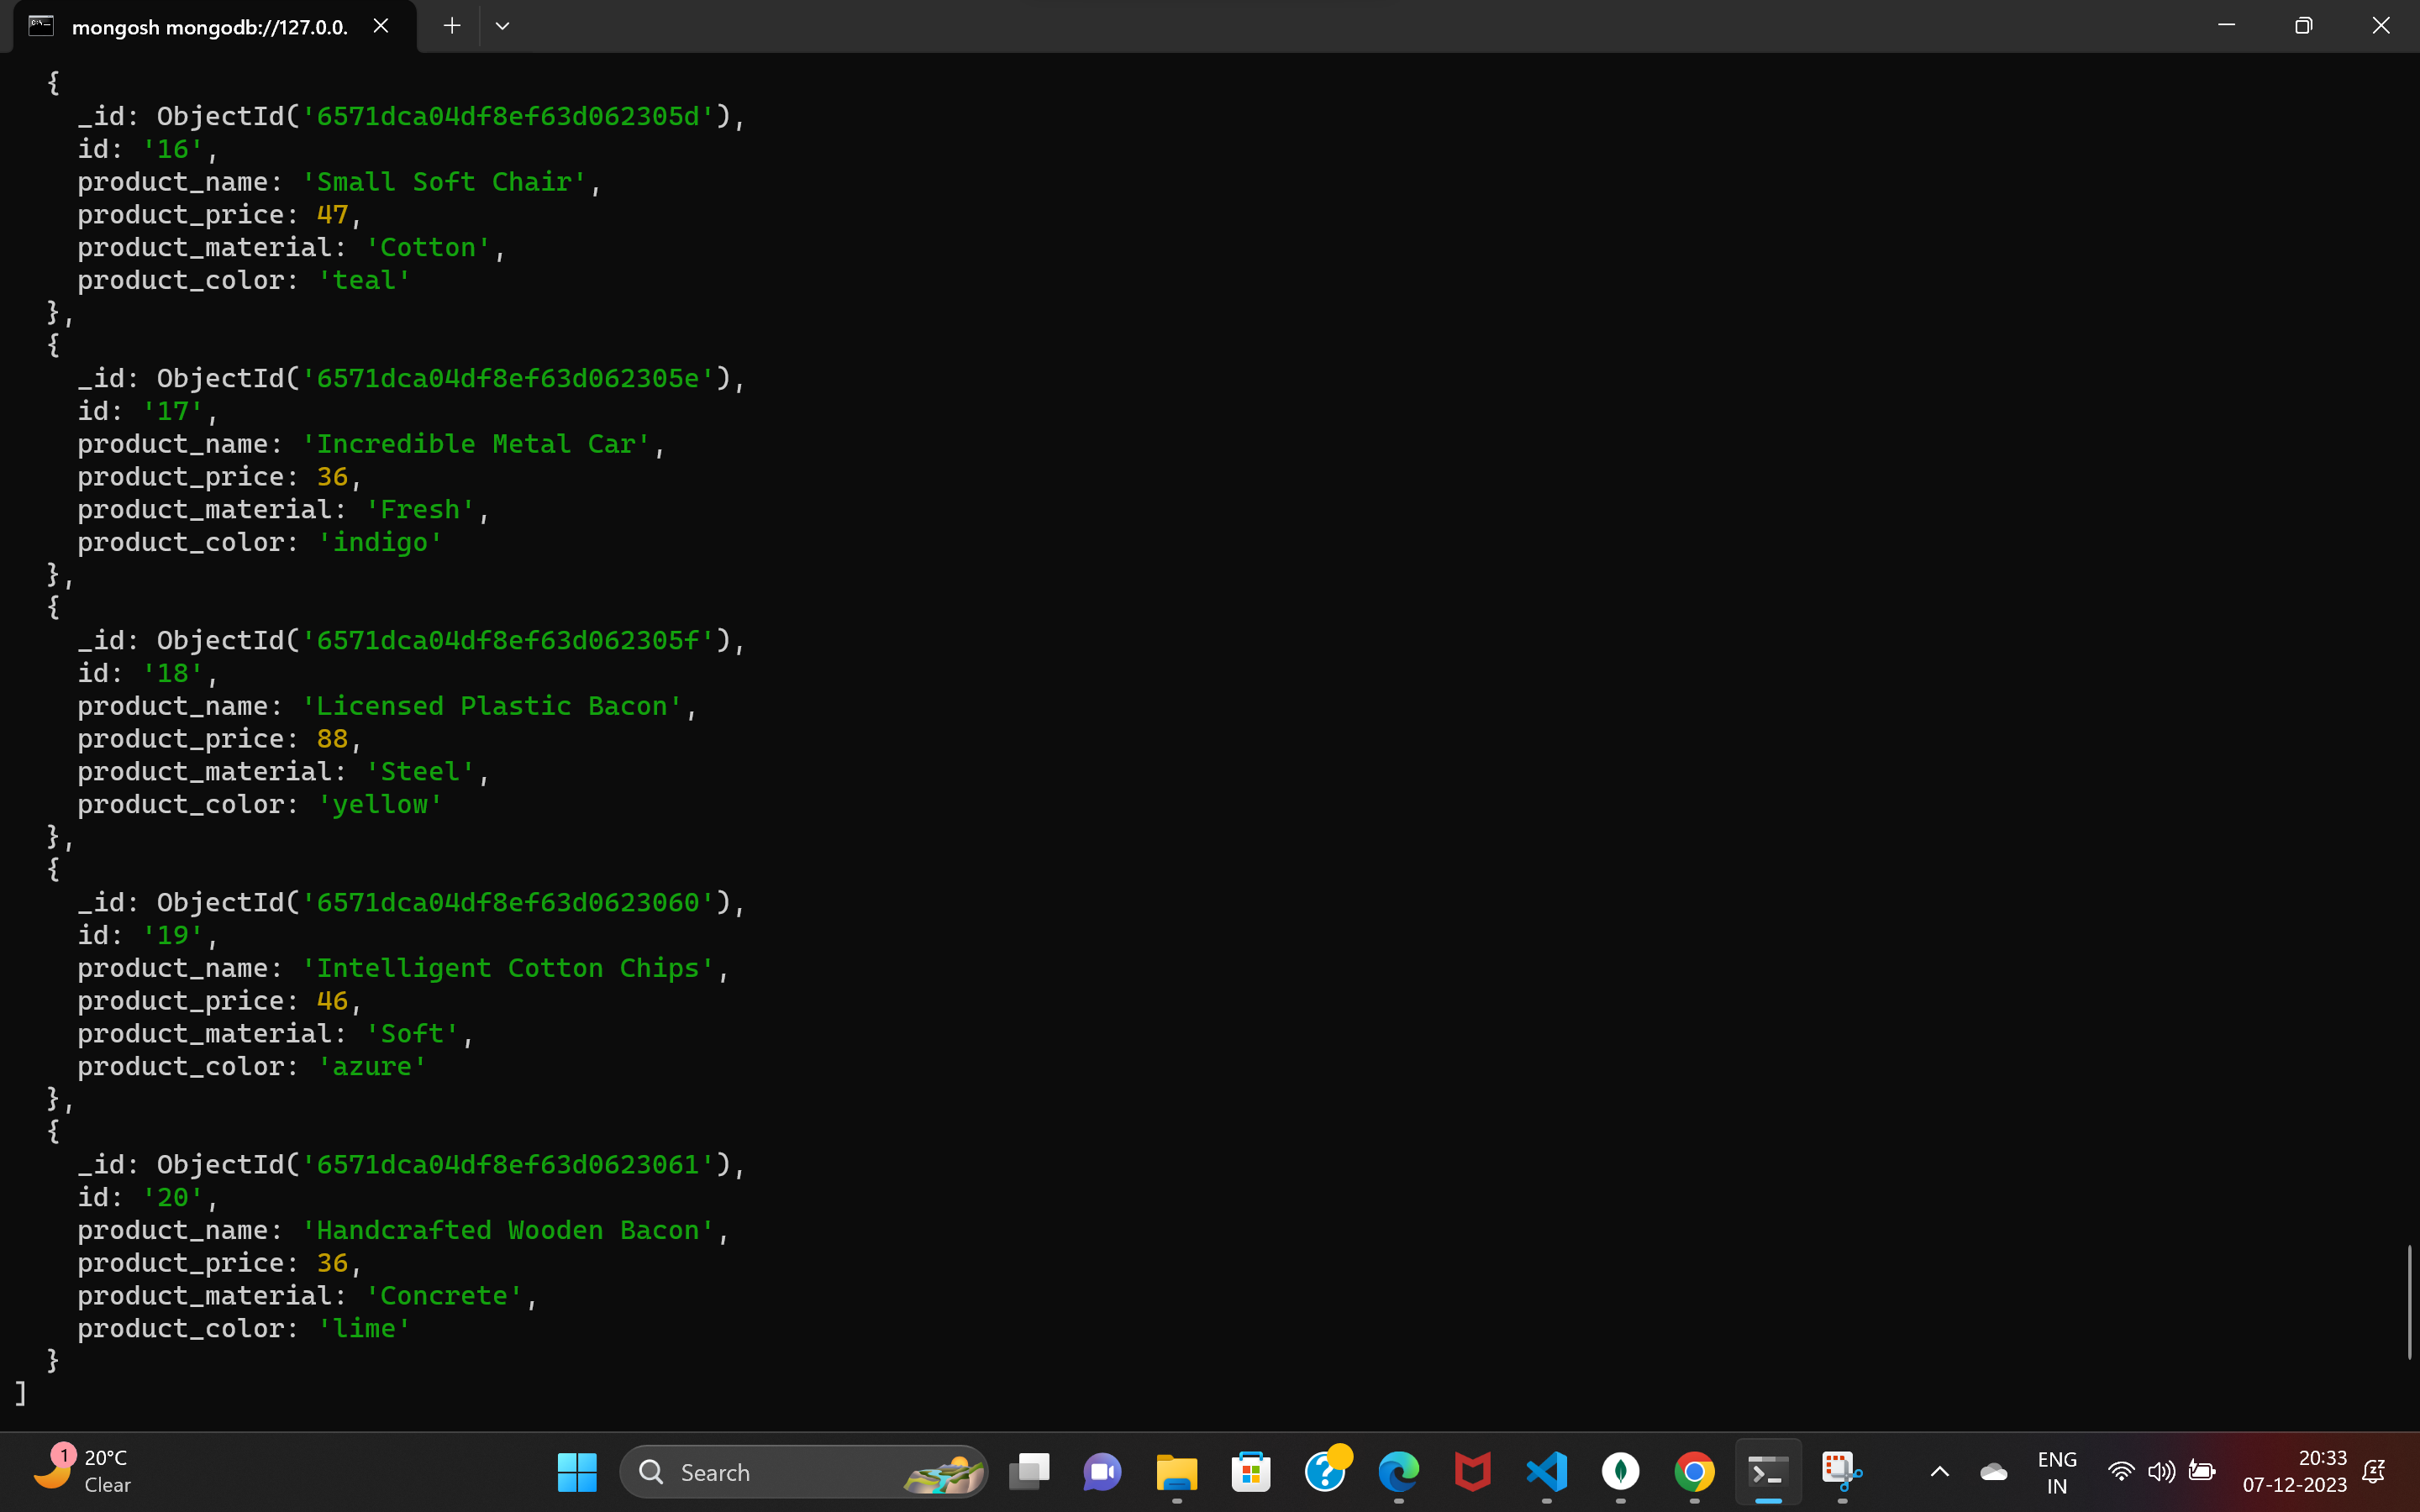 mongosh mongodb://127.0.0.
{
_id: ObjectId('6571dca04df8ef63d062305d'),
id: '16',
product_name: 'Small Soft Chair',
product_price: 47,
product_material: 'Cotton',
product_color: 'teal'
},
{
_id: ObjectId('6571dca04df8ef63d062305e'),
id: '17',
product_name: 'Incredible Metal Car',
product_price: 36,
product_material: 'Fresh',
product_color: 'indigo'
},
{
_id: ObjectId('6571dca04df8ef63d062305f'),
id: '18',
product_name: 'Licensed Plastic Bacon',
product_price: 88,
product_material: 'Steel',
product_color: 'yellow'
},
{
_id: ObjectId('6571dca04df8ef63d0623060'),
id: '19',
product_name: 'Intelligent Cotton Chips',
product_price: 46,
product_material: 'Soft',
product_color: 'azure'
},
{
_id: ObjectId('6571dca04df8ef63d0623061'),
id: '20',
product_name: 'Handcrafted Wooden Bacon',
product_price: 36,
product_material: 'Concrete',
product_color: 'lime'
}
]
1
20°C
Clear
Search
ENG
IN
20:33
07-12-2023